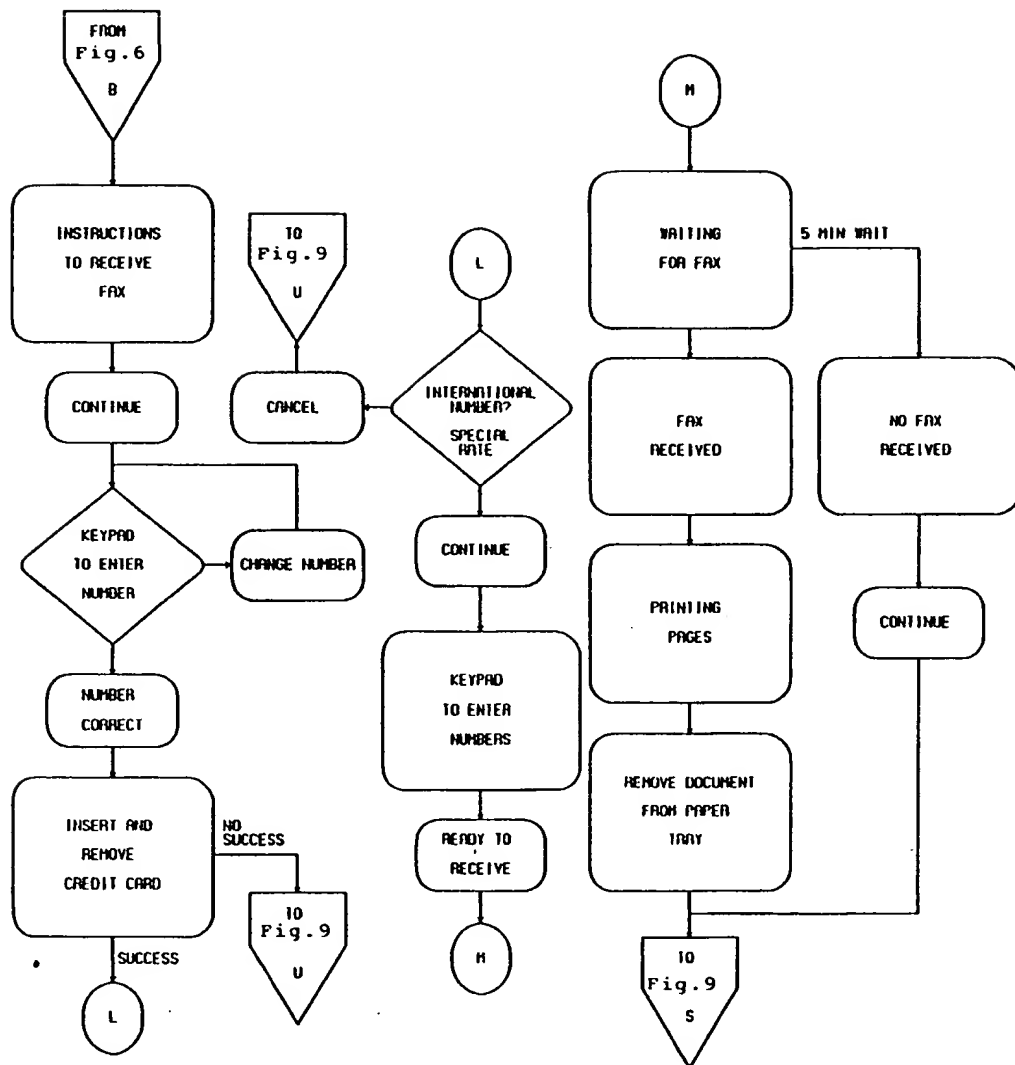 FROM
Fig.6
B
INSTRUCTIONS
TO RECEIVE
FAX
CONTINUE
KEYPAD
TO ENTER
NUMBER
CHANGE NUMBER
NUMBER
CORRECT
INSERT AND
REMOVE
CREDIT CARD
NO
SUCCESS
TO
Fig.9
U
SUCCESS
L
TO
Fig.9
U
CANCEL
L
INTERNATIONAL
NUMBER?
SPECIAL
RATE
CONTINUE
KEYPAD
TO ENTER
NUMBERS
READY TO
RECEIVE
M
M
WAITING
FOR FAX
5 MIN WAIT
FAX
RECEIVED
NO FAX
RECEIVED
PRINTING
PAGES
CONTINUE
REMOVE DOCUMENT
FROM PAPER
TRAY
TO
Fig.9
S